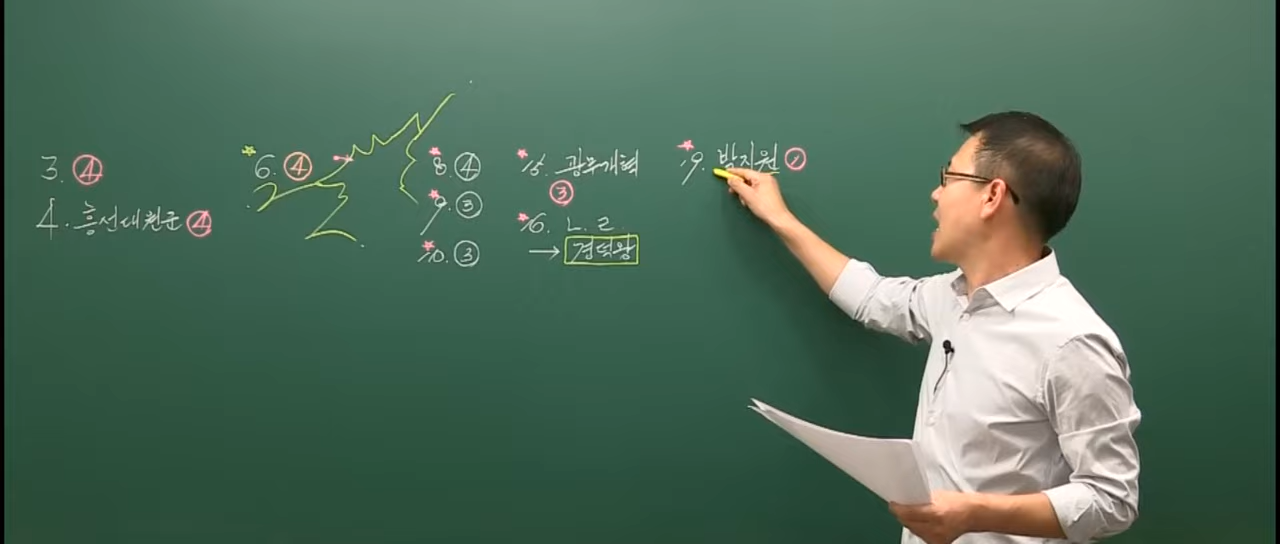 3. ④
4. 흥선대원군 ④
6. ④
8. ④
9. ③
10. ③
15. 광무개혁
③
16. ㄴ. ㄹ.
→ 경덕왕
19. 박지원 ①